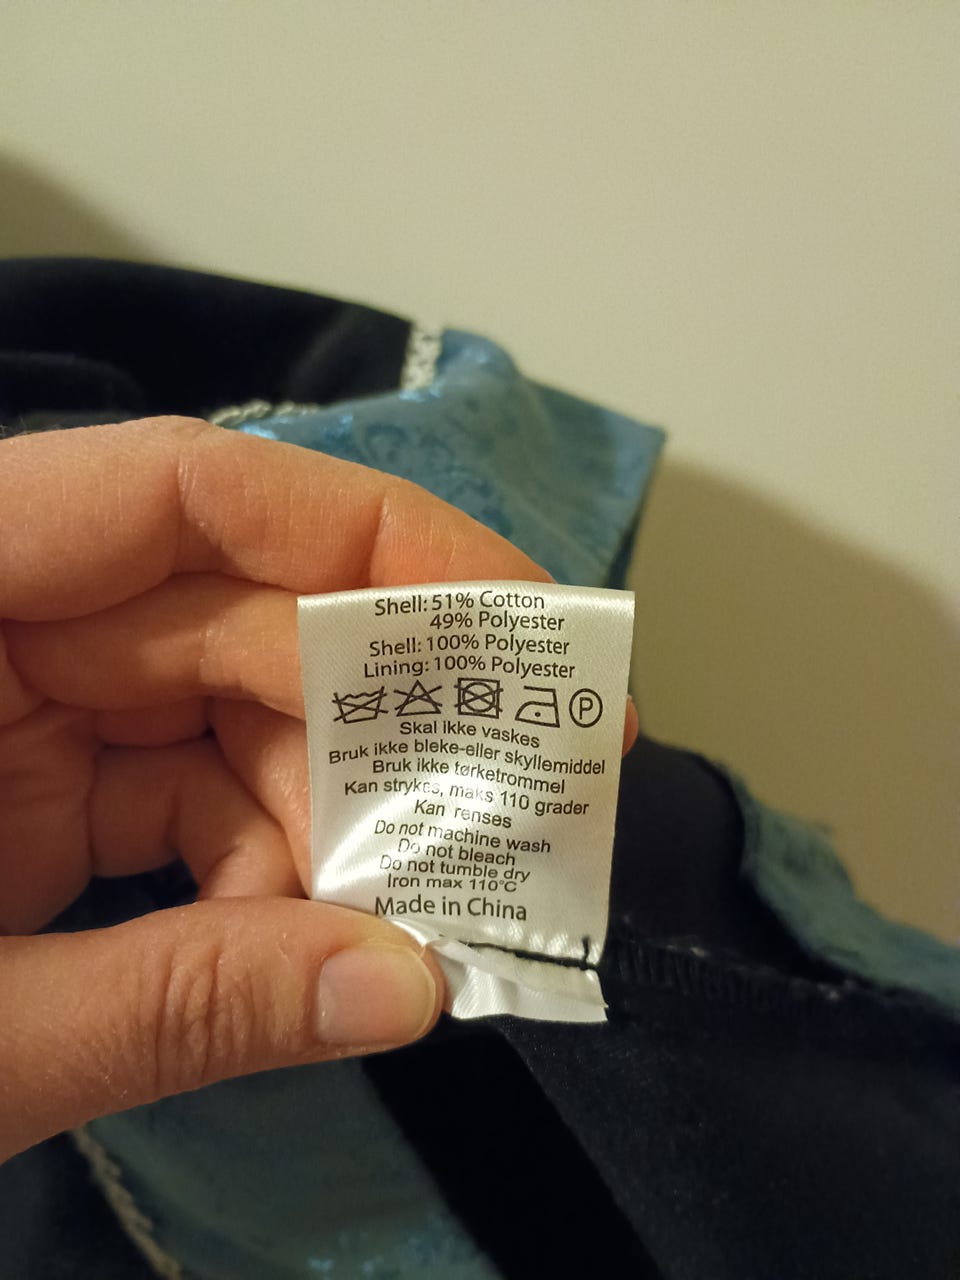 Shell: 51% Cotton
49% Polyester
Shell: 100% Polyester
Lining: 100% Polyester
P
Skal ikke vaskes
Bruk ikke bleke-eller skyllemiddel
Bruk ikke tørketrommel
Kan strykes, maks 110 grader
Kan renses
Do not machine wash
Do not bleach
Do not tumble dry
Iron max 110°C
Made in China